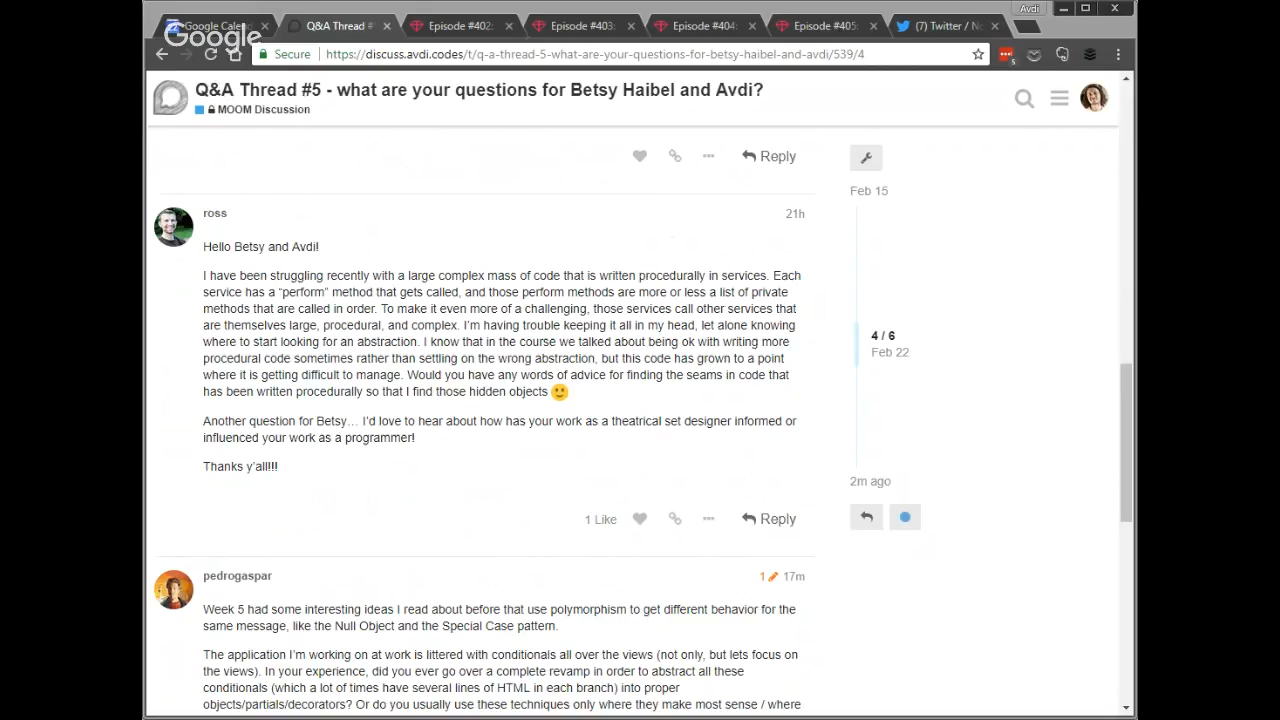 Avdi
Google Cale
Q&A Thread #
Episode #402:
Episode #403:
Episode #404:
Episode #405:
(7) Twitter / No
Google
Secure
https://discuss.avdi.codes/t/q-a-thread-5-what-are-your-questions-for-betsy-haibel-and-avdi/539/4
5
Q&A Thread #5 - what are your questions for Betsy Haibel and Avdi?
MOOM Discussion
Reply
Feb 15
ross
21h
Hello Betsy and Avdi!
I have been struggling recently with a large complex mass of code that is written procedurally in services. Each
service has a “perform” method that gets called, and those perform methods are more or less a list of private
methods that are called in order. To make it even more of a challenging, those services call other services that
are themselves large, procedural, and complex. I’m having trouble keeping it all in my head, let alone knowing
where to start looking for an abstraction. I know that in the course we talked about being ok with writing more
procedural code sometimes rather than settling on the wrong abstraction, but this code has grown to a point
where it is getting difficult to manage. Would you have any words of advice for finding the seams in code that
has been written procedurally so that I find those hidden objects
4 / 6
Feb 22
Another question for Betsy… I’d love to hear about how has your work as a theatrical set designer informed or
influenced your work as a programmer!
Thanks y’all!!!
2m ago
1 Like
Reply
pedrogaspar
1
17m
Week 5 had some interesting ideas I read about before that use polymorphism to get different behavior for the
same message, like the Null Object and the Special Case pattern.
The application I’m working on at work is littered with conditionals all over the views (not only, but lets focus on
the views). In your experience, did you ever go over a complete revamp in order to abstract all these
conditionals (which a lot of times have several lines of HTML in each branch) into proper
objects/partials/decorators? Or do you usually use these techniques only where they make most sense / where